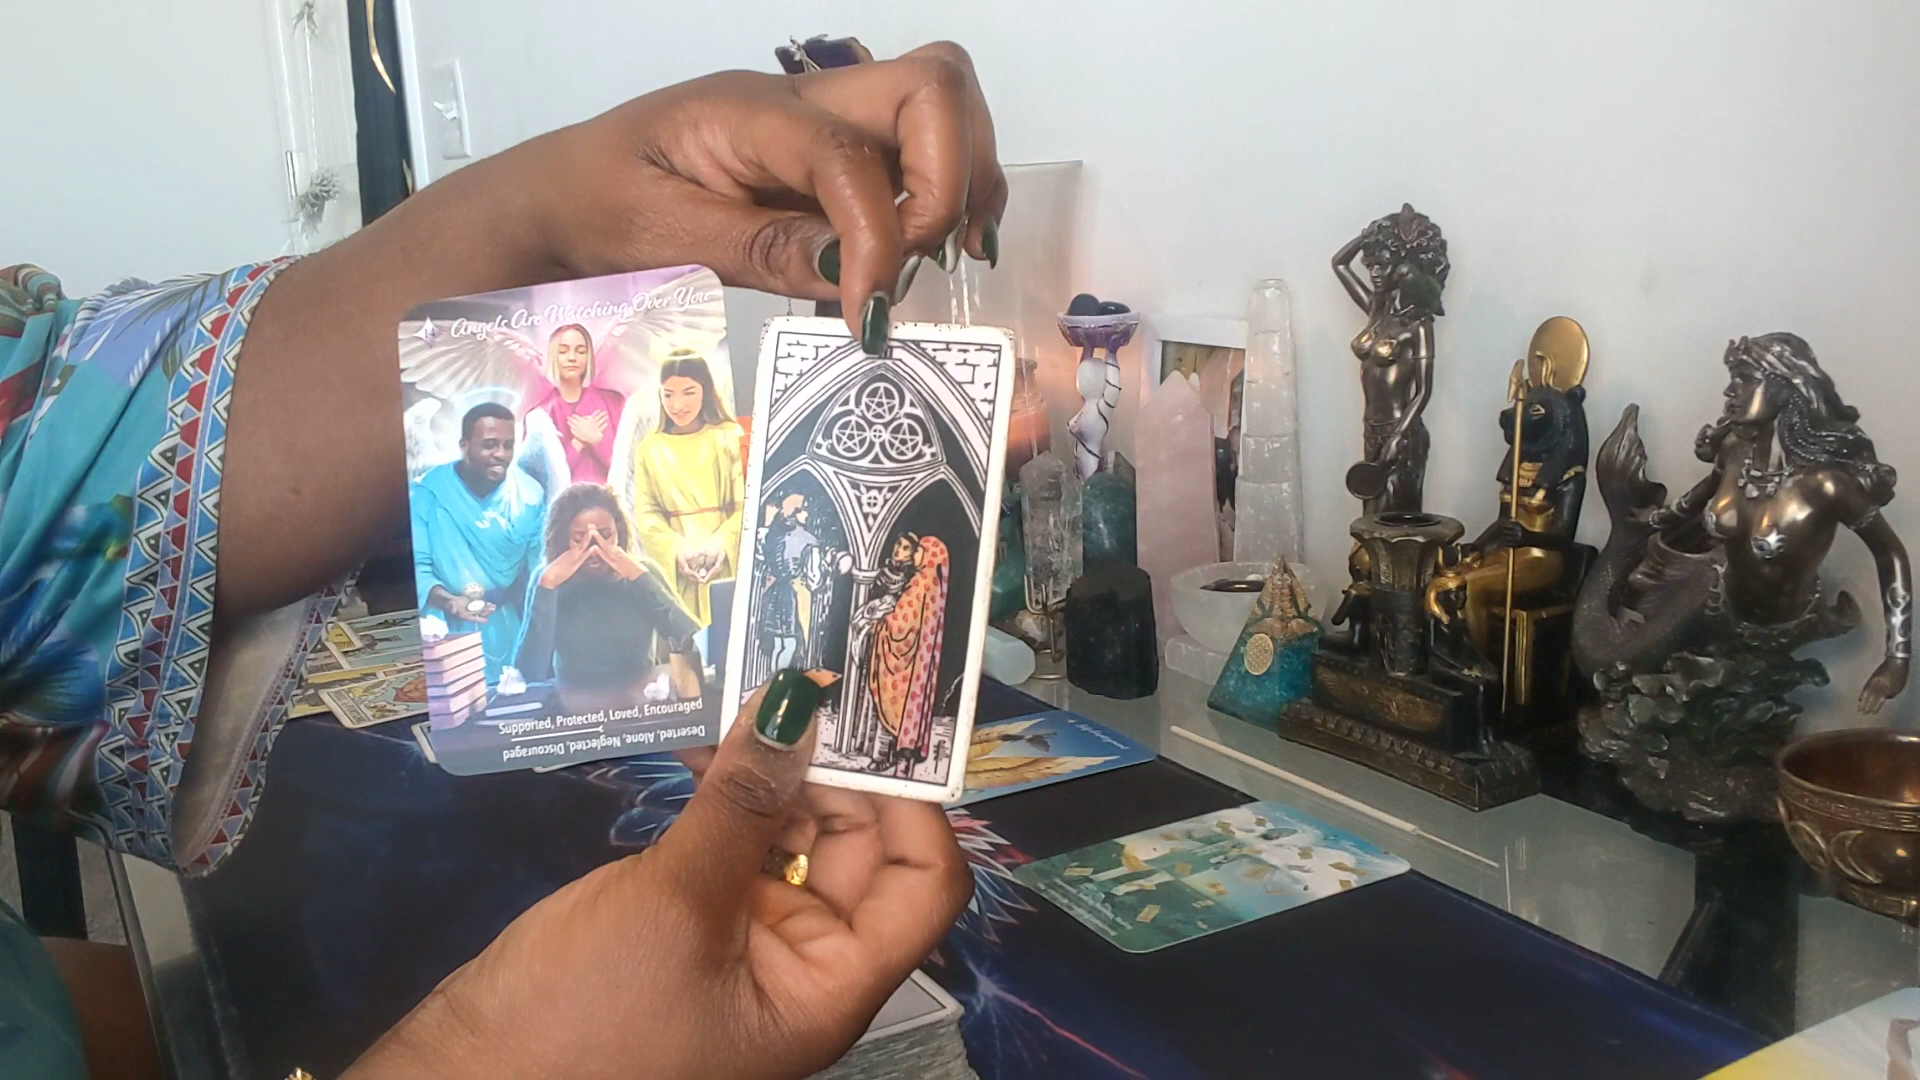 Angels Are Watching Over You
Supported, Protected, Loved, Encouraged
Deserted, Alone, Neglected, Discouraged